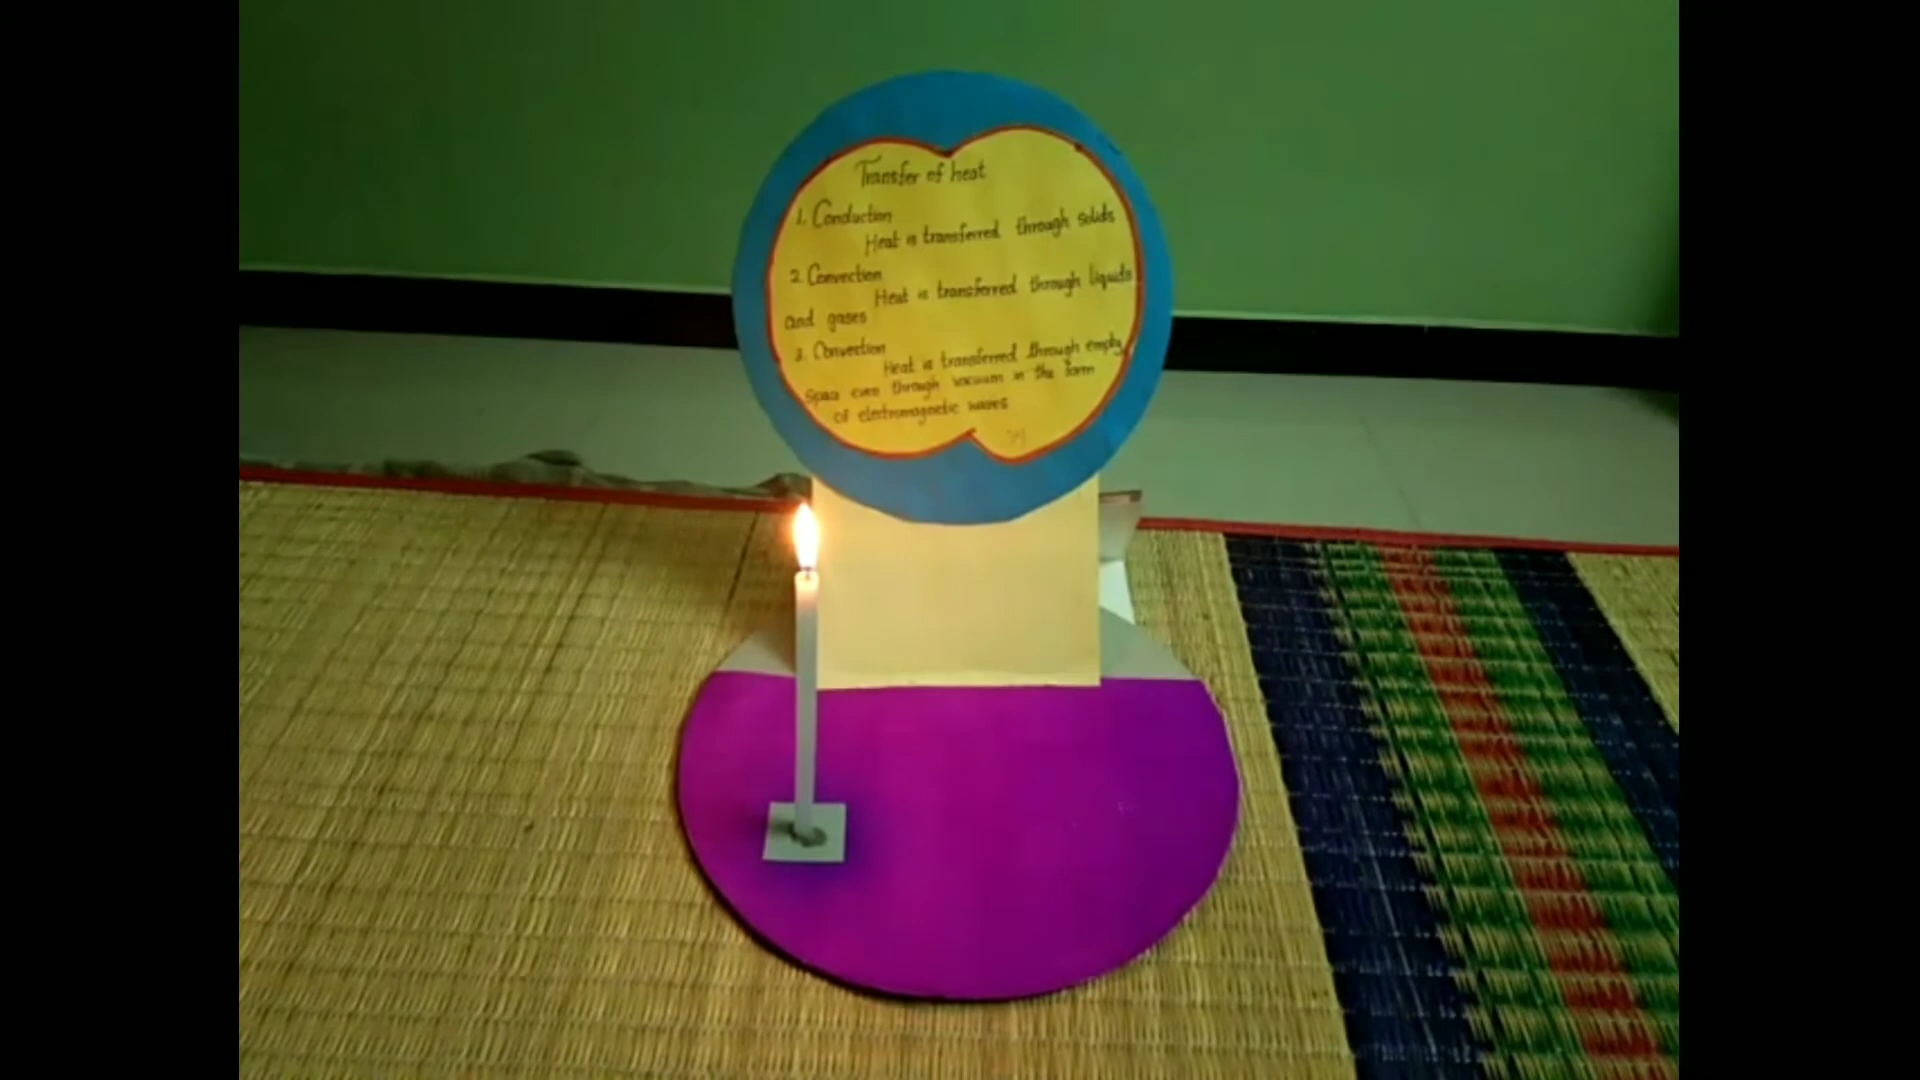 Transfer of heat
1. Conduction
Heat is transferred through solids
2. Convection
Heat is transferred through liquids
and gases
3. Convection
Heat is transferred through empty
space even through vacuum in the form
of electromagnetic waves